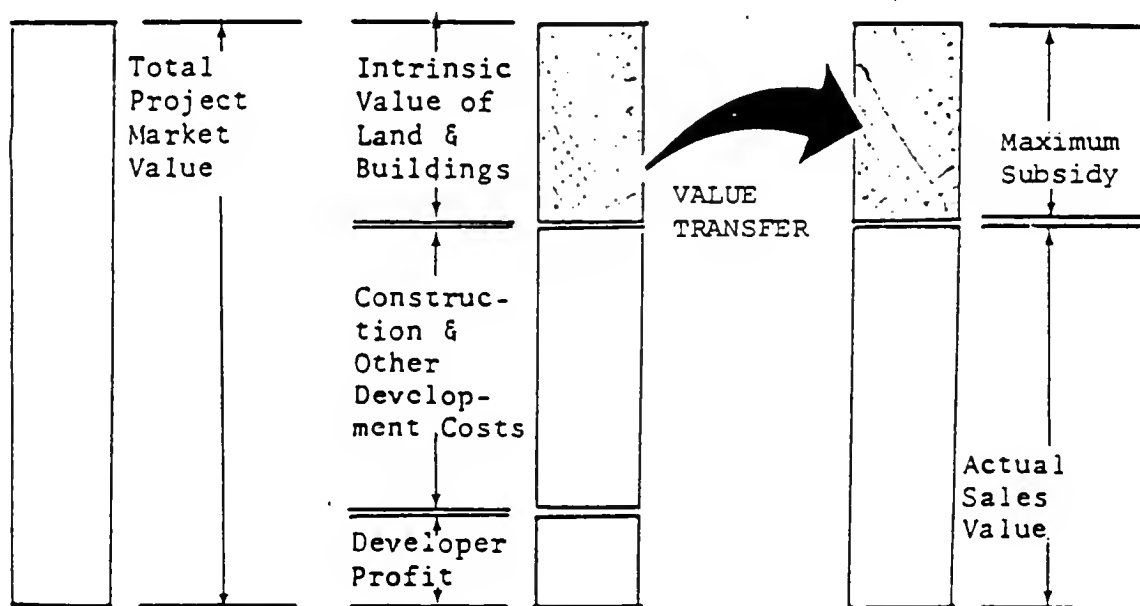 Total
Project
Market
Value
Intrinsic
Value of
Land &
Buildings
VALUE
TRANSFER
Maximum
Subsidy
Construc-
tion &
Other
Develop-
ment Costs
Developer
Profit
Actual
Sales
Value